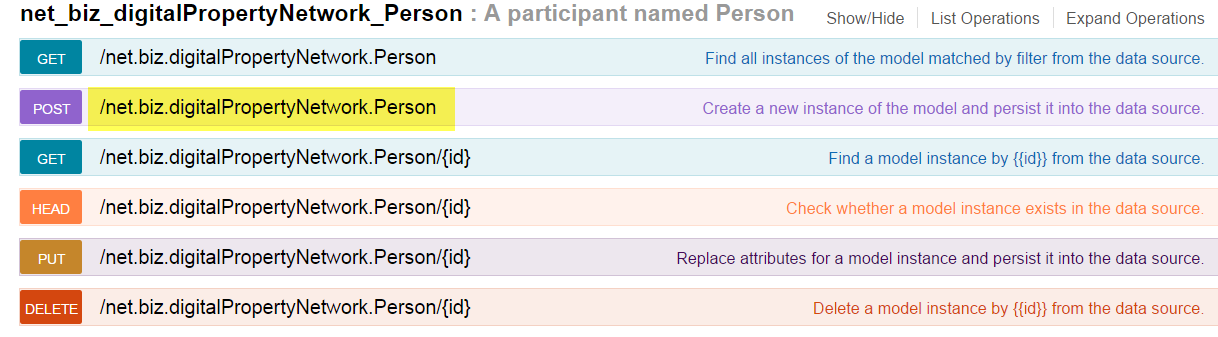 net_biz_digitalPropertyNetwork_Person : A participant named Person Show/Hide List Operations Expand Operations
GET /net.biz.digitalPropertyNetwork.Person Find all instances of the model matched by filter from the data source.
POST /net.biz.digitalPropertyNetwork.Person Create a new instance of the model and persist it into the data source.
GET /net.biz.digitalPropertyNetwork.Person/{id} Find a model instance by {{id}} from the data source.
HEAD /net.biz.digitalPropertyNetwork.Person/{id} Check whether a model instance exists in the data source.
PUT /net.biz.digitalPropertyNetwork.Person/{id} Replace attributes for a model instance and persist it into the data source.
DELETE /net.biz.digitalPropertyNetwork.Person/{id} Delete a model instance by {{id}} from the data source.